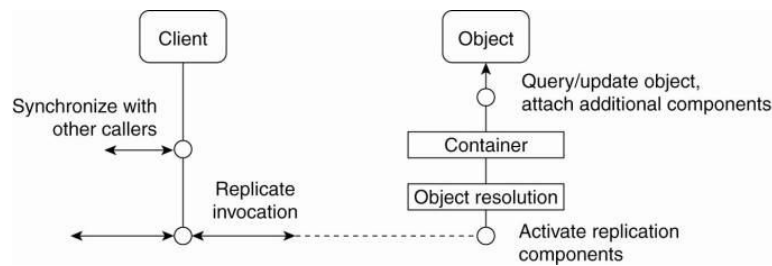 Client
Object
Query/update object,
attach additional components
Synchronize with
other callers
Container
Replicate
invocation
Object resolution
Activate replication
components